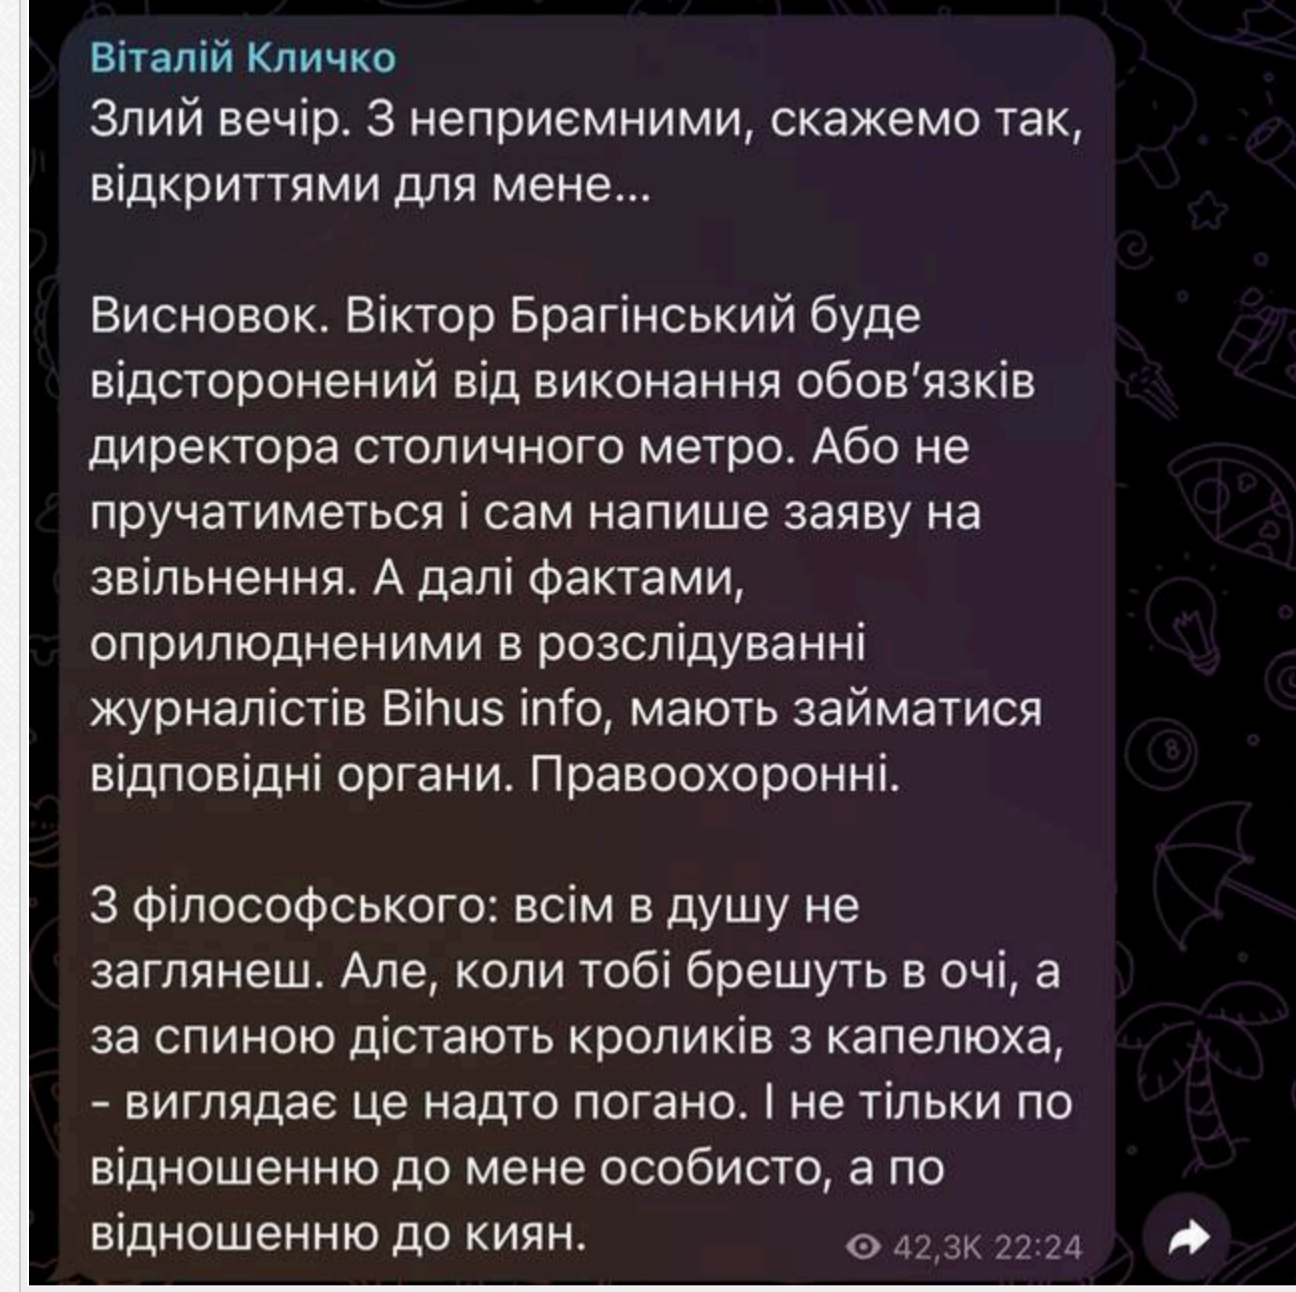 Віталій Кличко
Злий вечір. З неприємними, скажемо так,
відкриттями для мене...
Висновок. Віктор Брагінський буде
відсторонений від виконання обов’язків
директора столичного метро. Або не
пручатиметься і сам напише заяву на
звільнення. А далі фактами,
оприлюдненими в розслідуванні
журналістів Bihus info, мають займатися
відповідні органи. Правоохоронні.
З філософського: всім в душу не
заглянеш. Але, коли тобі брешуть в очі, а
за спиною дістають кроликів з капелюха,
- виглядає це надто погано. І не тільки по
відношенню до мене особисто, а по
відношенню до киян.
42,3K 22:24